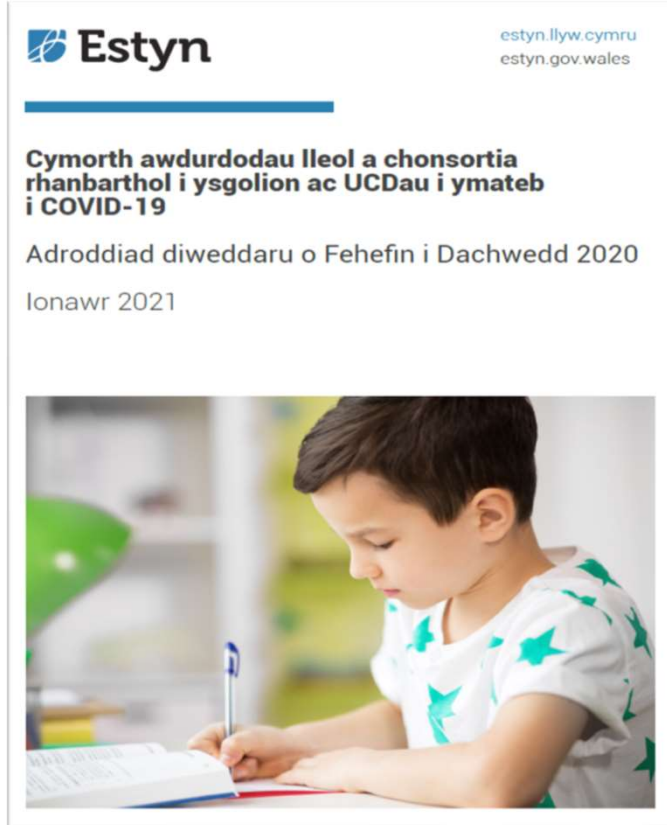 Estyn
estyn.llyw.cymru
estyn.gov.wales
Cymorth awdurdodau lleol a chonsortia
rhanbarthol i ysgolion ac UCDau i ymateb
i COVID-19
Adroddiad diweddaru o Fehefin i Dachwedd 2020
Ionawr 2021